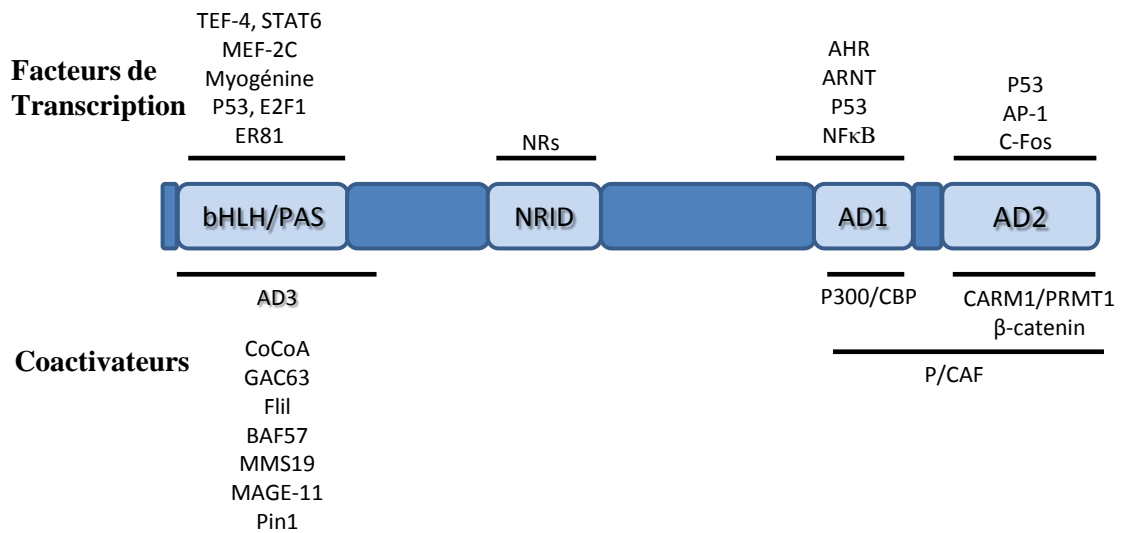 Facteurs de
Transcription
TEF-4, STAT6
MEF-2C
Myogénine
P53, E2F1
ER81
NRs
AHR
ARNT
P53
NFκB
P53
AP-1
C-Fos
bHLH/PAS
NRID
AD1
AD2
AD3
P300/CBP
CARM1/PRMT1
β-catenin
P/CAF
Coactivateurs
CoCoA
GAC63
Flil
BAF57
MMS19
MAGE-11
Pin1